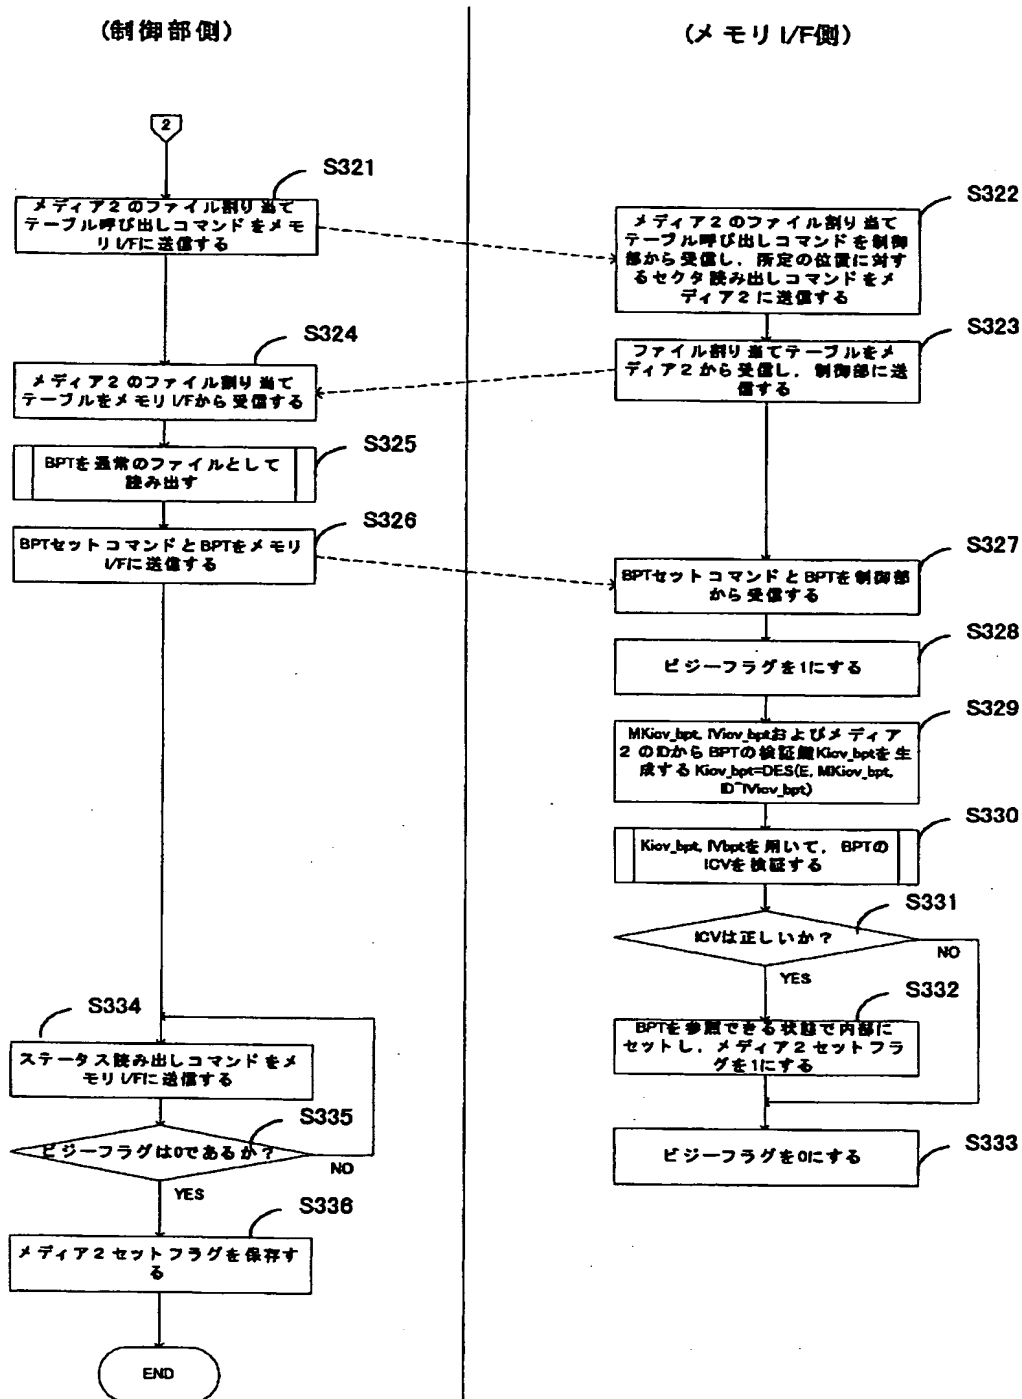 (制御部側)
(メモリI/F側)
2
S321
メディア2のファイル割り当て
テーブル呼び出しコマンドをメモ
リI/Fに送信する
S322
メディア2のファイル割り当て
テーブル呼び出しコマンドを制御
部から受信し、所定の位置に対す
るセクタ読み出しコマンドをメ
ディア2に送信する
S323
ファイル割り当てテーブルをメ
ディア2から受信し、制御部に送
信する
S324
メディア2のファイル割り当て
テーブルをメモリI/Fから受信する
S325
BPTを通常のファイルとして
読み出す
S326
BPTセットコマンドとBPTをメモリ
I/Fに送信する
S327
BPTセットコマンドとBPTを制御部
から受信する
S328
ビジーフラグを1にする
S329
MKicv_bpt, IVicv_bptおよびメディア
2のIDからBPTの検証鍵Kicv_bptを生
成する Kicv_bpt=DES(E, MKicv_bpt,
ID^IVicv_bpt)
S330
Kicv_bpt, IVbptを用いて、BPTの
ICVを検証する
S331
ICVは正しいか？
NO
YES
S332
BPTを参照できる状態で内部に
セットし、メディア2セットフラ
グを1にする
S333
ビジーフラグを0にする
S334
ステータス読み出しコマンドをメ
モリI/Fに送信する
S335
ビジーフラグは0であるか？
NO
YES
S336
メディア2セットフラグを保存す
る
END